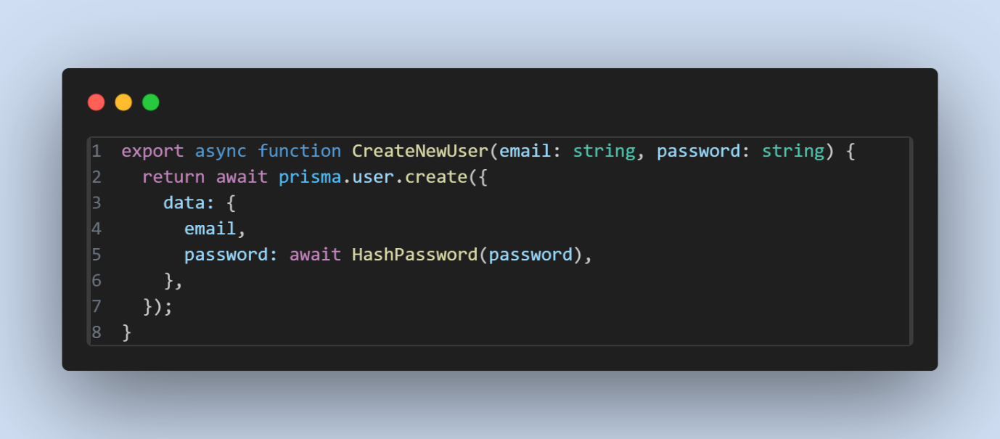 1 export async function CreateNewUser(email: string, password: string) {
2   return await prisma.user.create({
3     data: {
4       email,
5       password: await HashPassword(password),
6     },
7   });
8 }